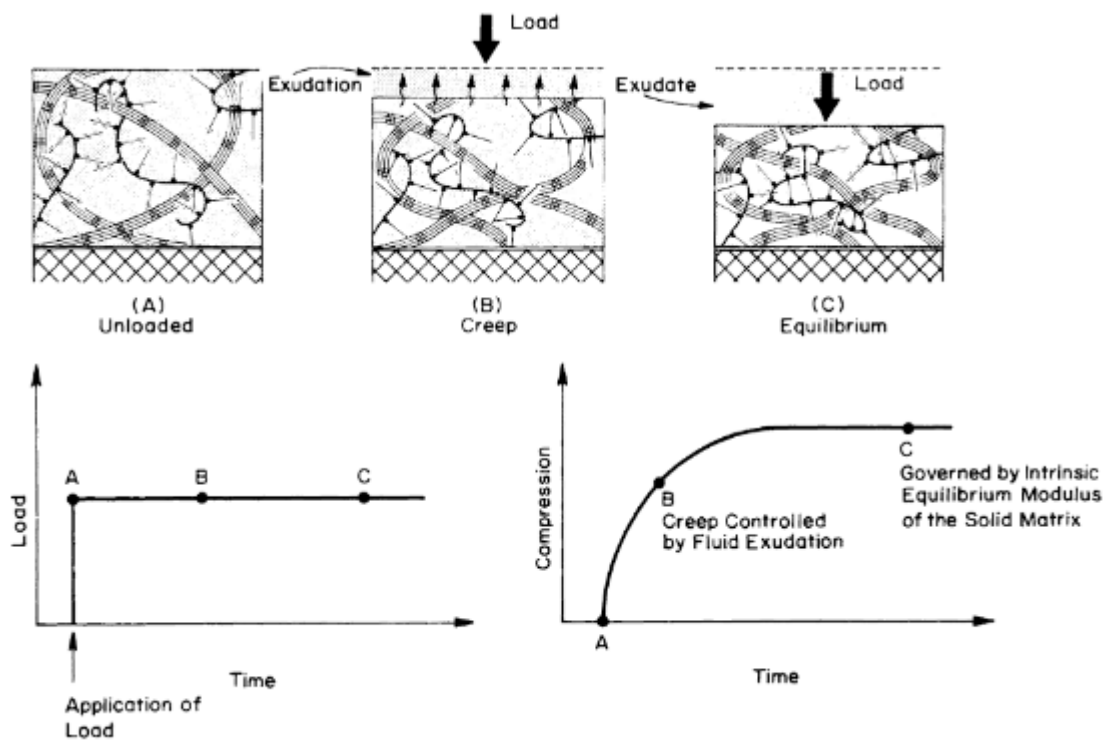 Load
Exudation
Exudate
Load
(A)
Unloaded
(B)
Creep
(C)
Equilibrium
Load
A
B
C
Time
Application of
Load
Compression
A
B
Creep Controlled
by Fluid Exudation
C
Governed by Intrinsic
Equilibrium Modulus
of the Solid Matrix
Time